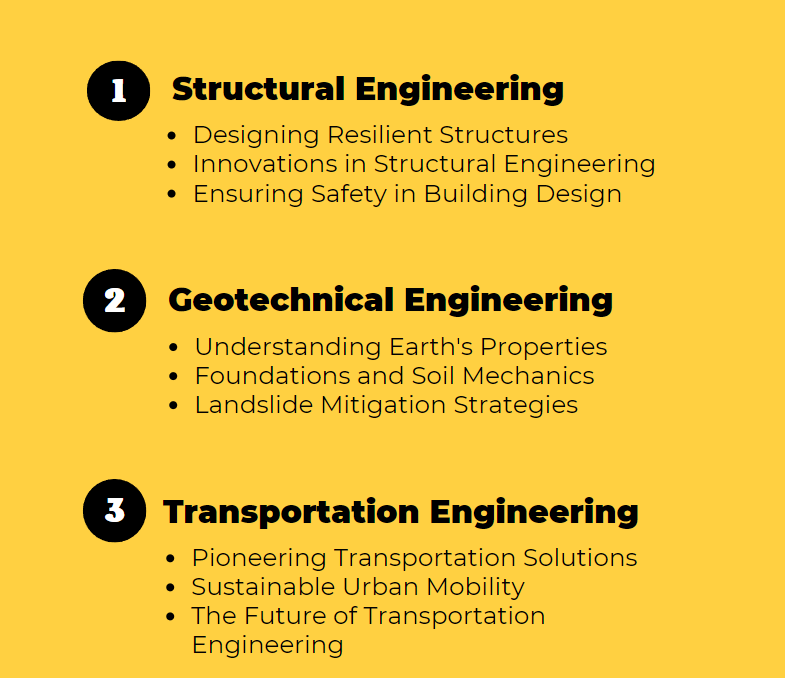 1 Structural Engineering
• Designing Resilient Structures
• Innovations in Structural Engineering
• Ensuring Safety in Building Design
2 Geotechnical Engineering
• Understanding Earth's Properties
• Foundations and Soil Mechanics
• Landslide Mitigation Strategies
3 Transportation Engineering
• Pioneering Transportation Solutions
• Sustainable Urban Mobility
• The Future of Transportation
Engineering